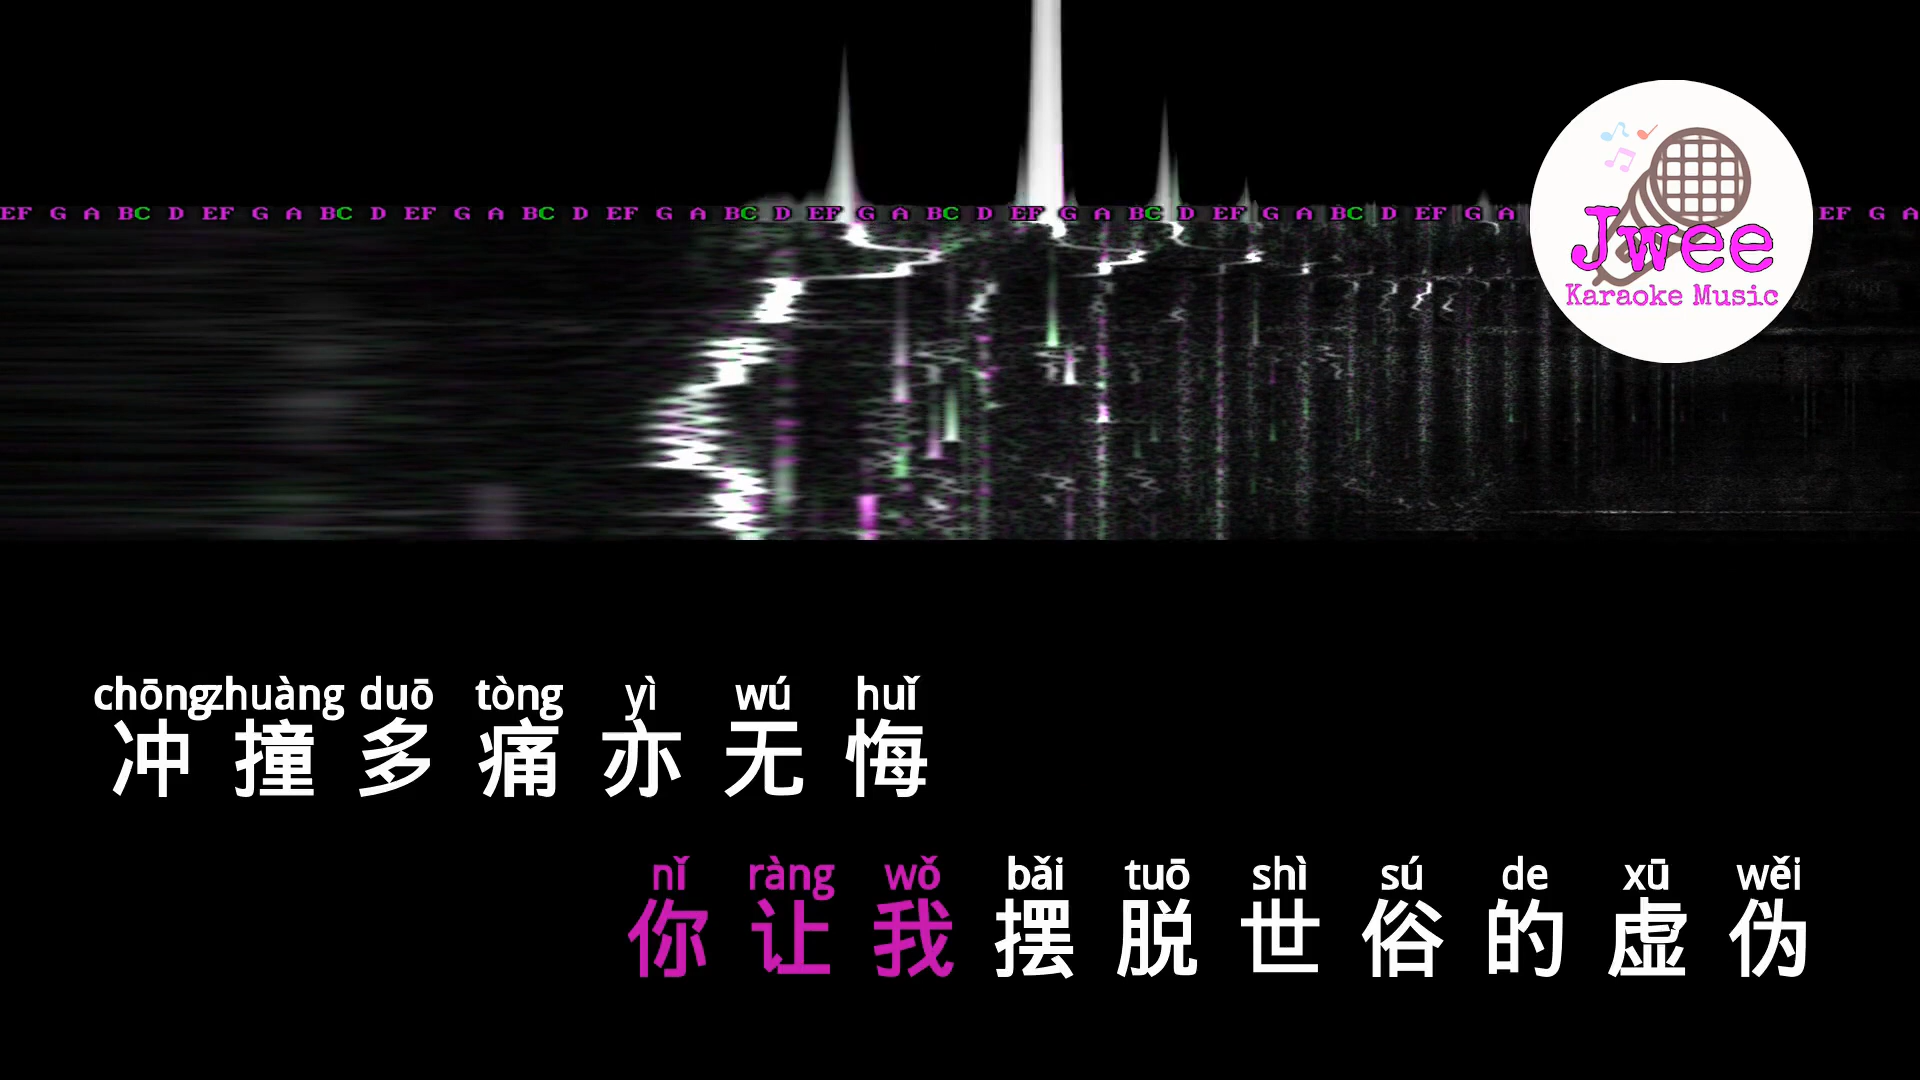 EF G A BC D EF G A BC D EF G A BC D EF G A BC D EF G A BC D EF G A BC D EF G A BC D EF G A EF G A
Jwee
Karaoke Music
chōng zhuàng duō tòng yì wú huǐ
冲 撞 多 痛 亦 无 悔
nǐ ràng wǒ bǎi tuō shì sú de xū wěi
你 让 我 摆 脱 世 俗 的 虚 伪